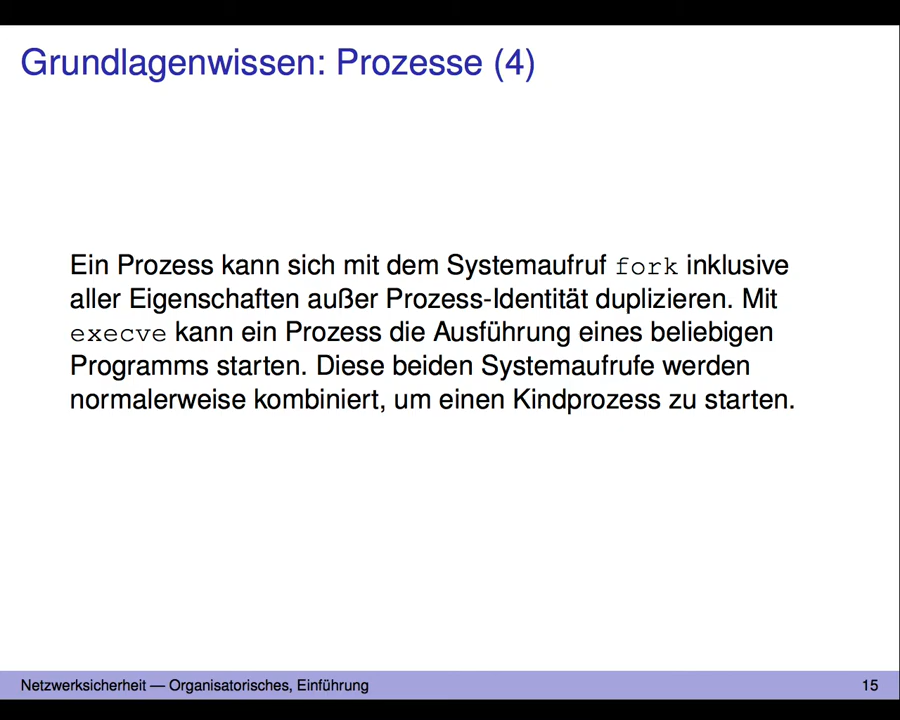 Grundlagenwissen: Prozesse (4)
Ein Prozess kann sich mit dem Systemaufruf fork inklusive
aller Eigenschaften außer Prozess-Identität duplizieren. Mit
execve kann ein Prozess die Ausführung eines beliebigen
Programms starten. Diese beiden Systemaufrufe werden
normalerweise kombiniert, um einen Kindprozess zu starten.
Netzwerksicherheit — Organisatorisches, Einführung 15